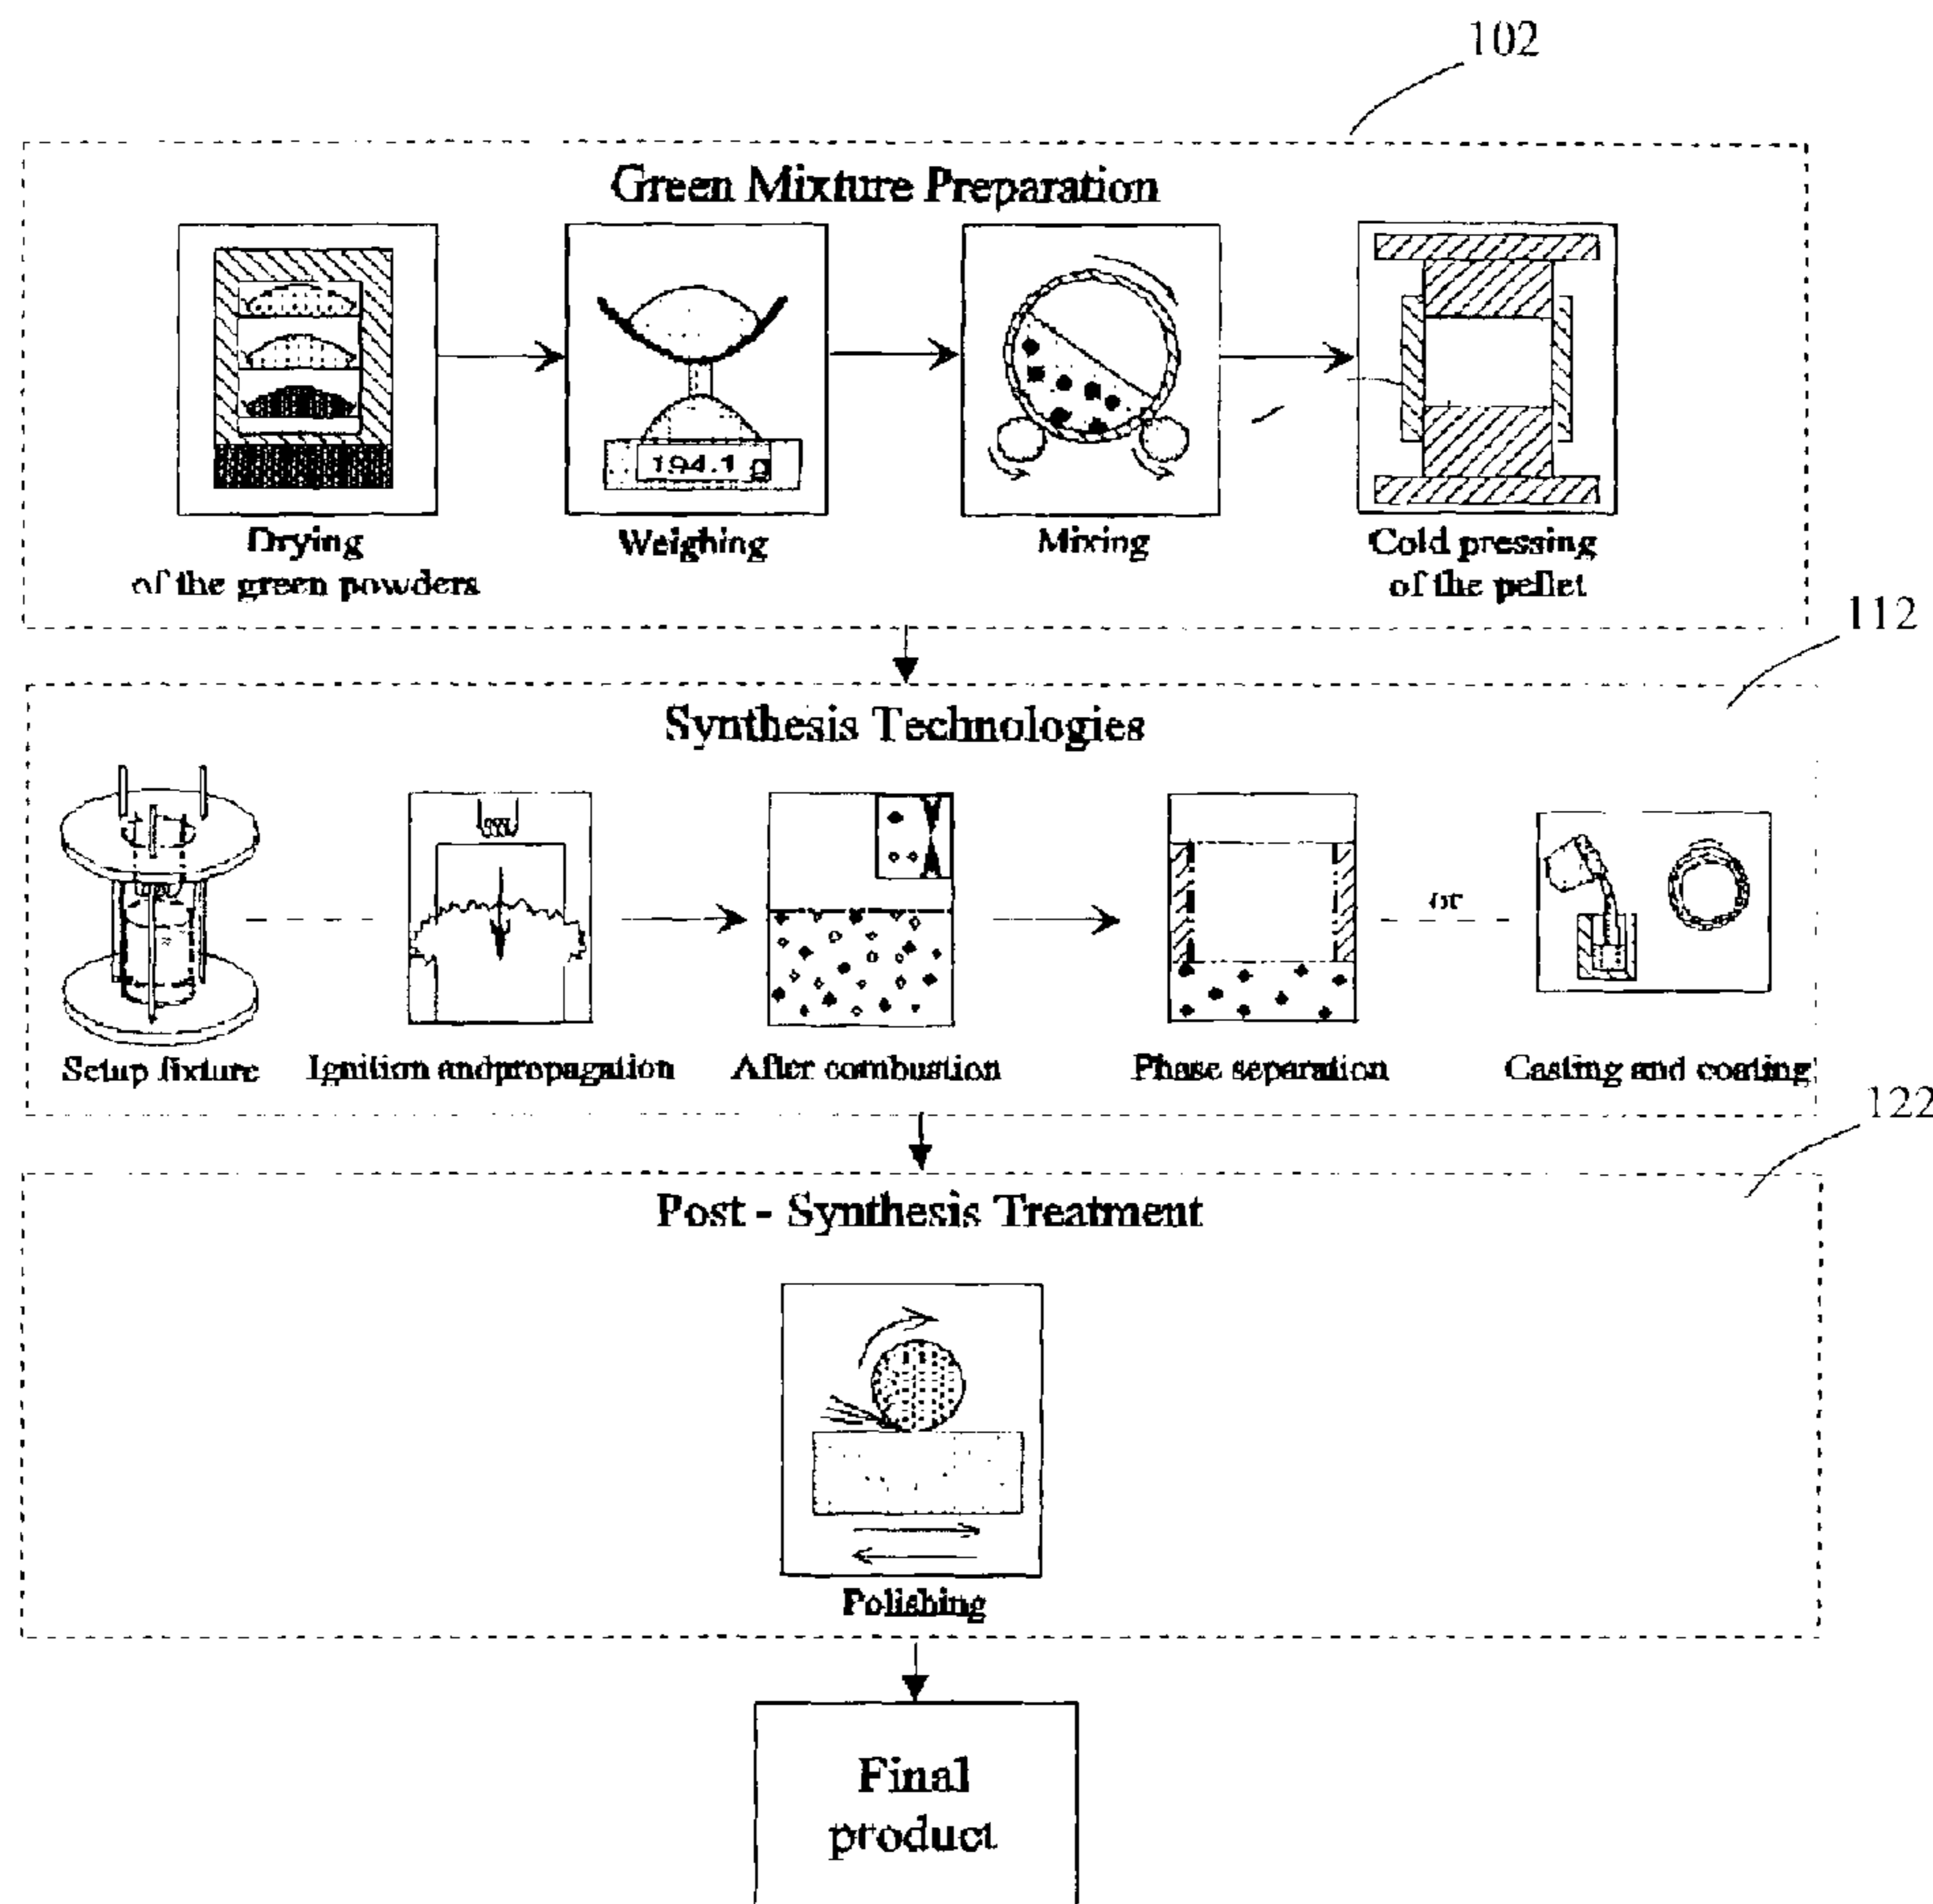 102
Green Mixture Preparation
194.1 g
Drying
of the green powders
Weighing
Mixing
Cold pressing
of the pellet
112
Synthesis Technologies
or
Setup fixture
Ignition andpropagation
After combustion
Phase separation
Casting and coating
122
Post - Synthesis Treatment
Polishing
Final
product